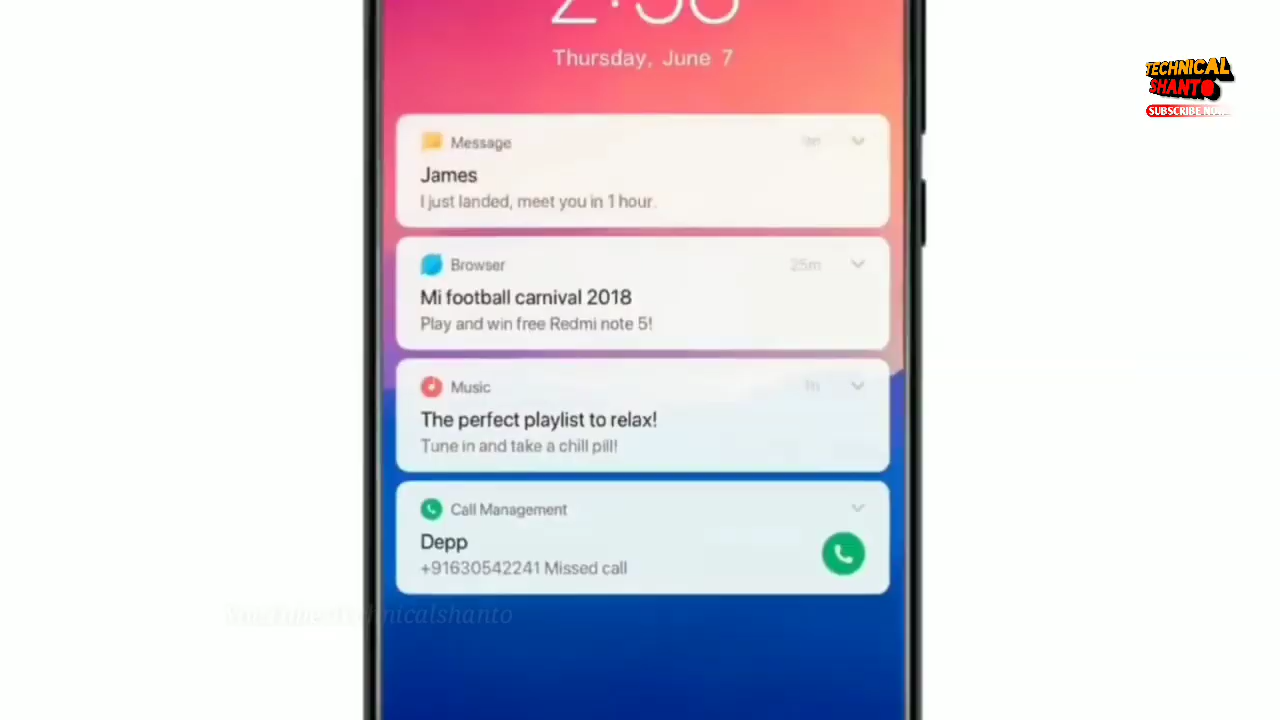 Thursday, June 7
Message
James
I just landed, meet you in 1 hour.
Browser 25m
Mi football carnival 2018
Play and win free Redmi note 5!
Music
The perfect playlist to relax!
Tune in and take a chill pill!
Call Management
Depp
+91630542241 Missed call
TECHNICAL
SHANTO